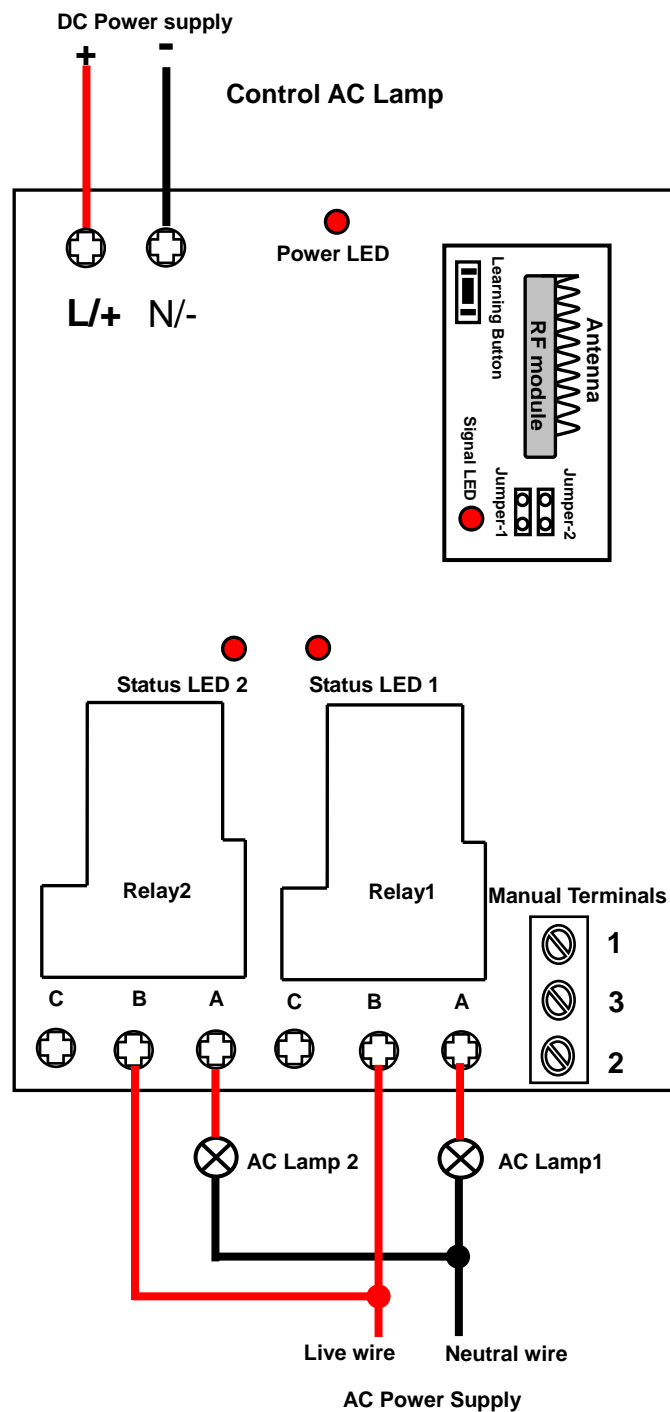 DC Power supply
+ -
Control AC Lamp
Power LED
L/+ N/-
Learning Button
RF module
Antenna
Signal LED
Jumper-1
Jumper-2
Status LED 2
Status LED 1
Relay2
Relay1
Manual Terminals
1
3
2
C B A C B A
AC Lamp 2
AC Lamp1
Live wire
Neutral wire
AC Power Supply